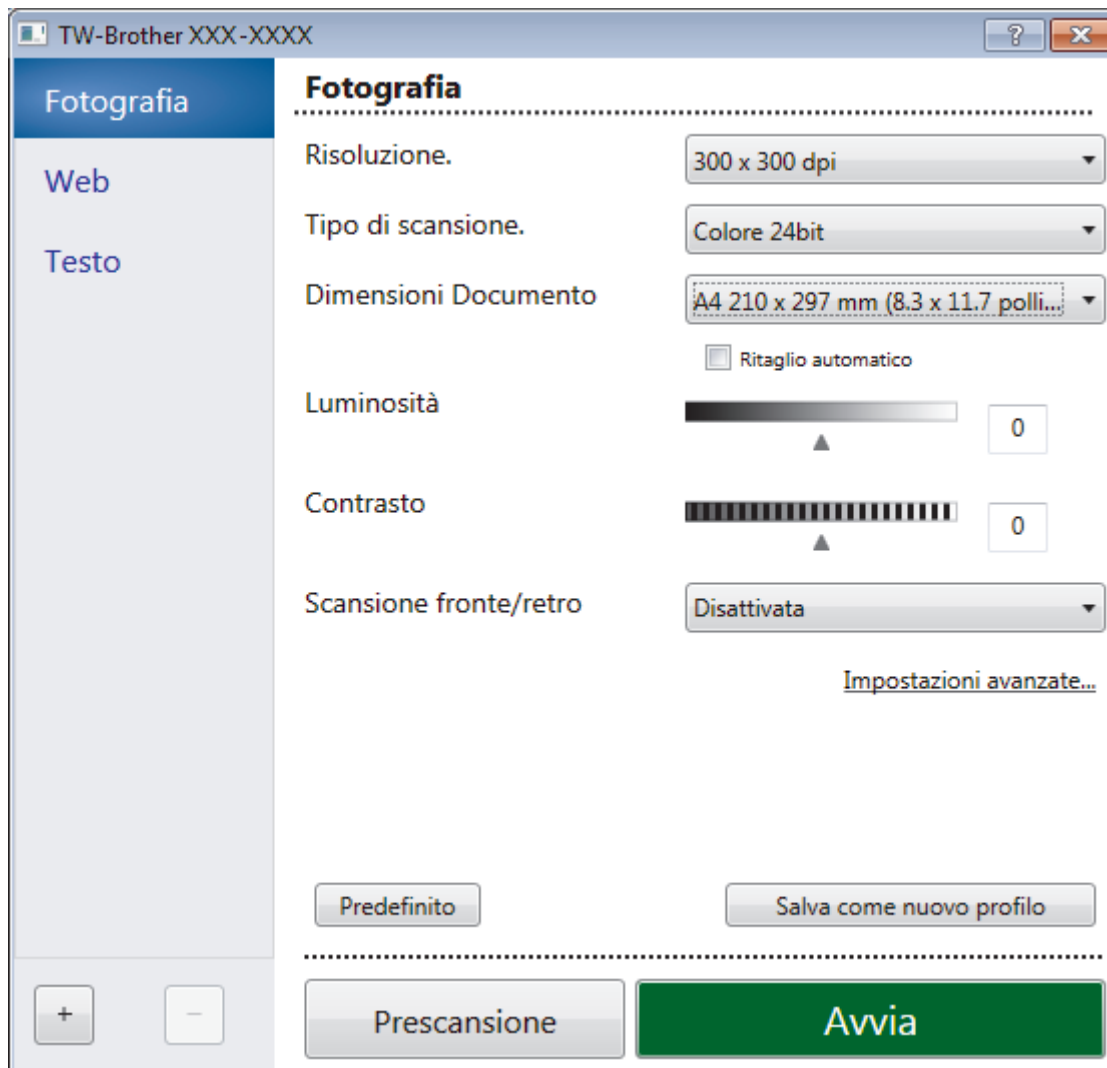 TW-Brother XXX-XXXX
?
Fotografia
Web
Testo
Fotografia
Risoluzione.
300 x 300 dpi
Tipo di scansione.
Colore 24bit
Dimensioni Documento
A4 210 x 297 mm (8.3 x 11.7 polli...
Ritaglio automatico
Luminosità
0
Contrasto
0
Scansione fronte/retro
Disattivata
Impostazioni avanzate...
Predefinito
Salva come nuovo profilo
+
−
Prescansione
Avvia